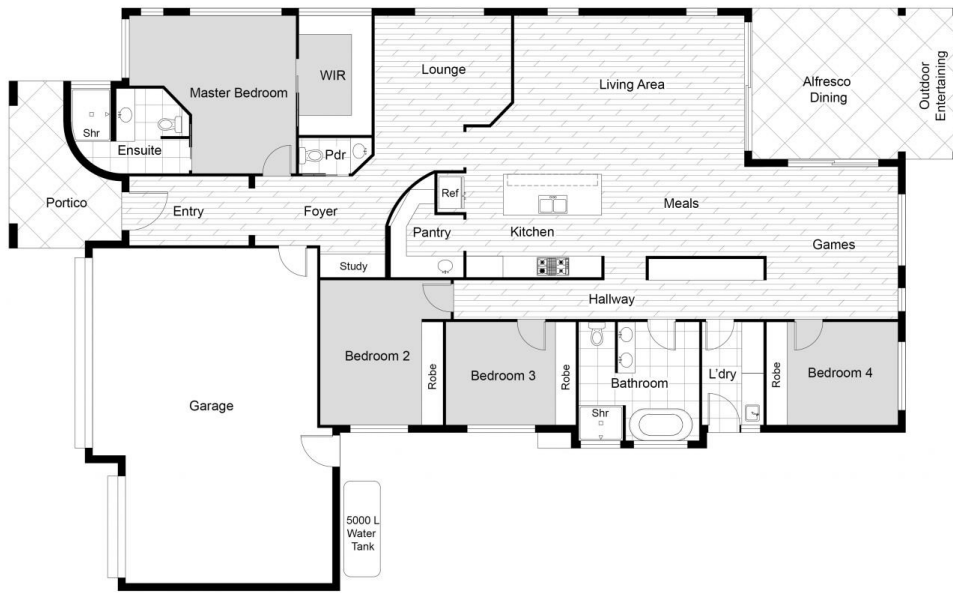 Master Bedroom
WIR
Lounge
Living Area
Alfresco
Dining
Outdoor
Entertaining
Shr
Ensuite
Pdr
Portico
Entry
Foyer
Ref
Pantry
Kitchen
Meals
Games
Study
Hallway
Garage
Bedroom 2
Robe
Bedroom 3
Robe
Bathroom
Shr
L'dry
Robe
Bedroom 4
5000 L
Water
Tank